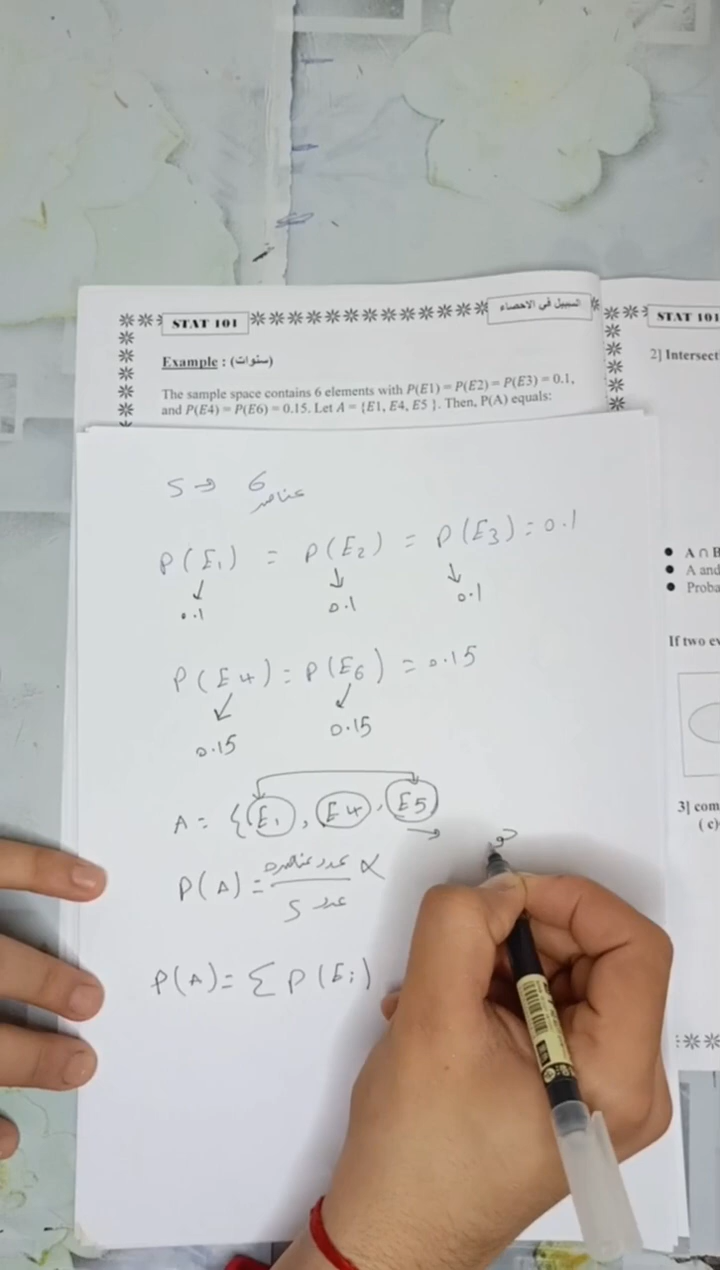 STAT 101
السبيل في الاحصاء
Example : (سنوات)
The sample space contains 6 elements with P(E1) = P(E2) = P(E3) = 0.1,
and P(E4) = P(E6) = 0.15. Let A = {E1, E4, E5 }. Then, P(A) equals:
S → 6 عناصر
P(E1) = P(E2) = P(E3) = 0.1
0.1 0.1 0.1
P(E4) = P(E6) = 0.15
0.15 0.15
A = {E1, E4, E5}
P(A) = عدد عناصره
عدد S
P(A) = Σ P(Ei)
STAT 101
2] Intersect
A ∩ B
A and
Proba
If two ev
3] com
(c)